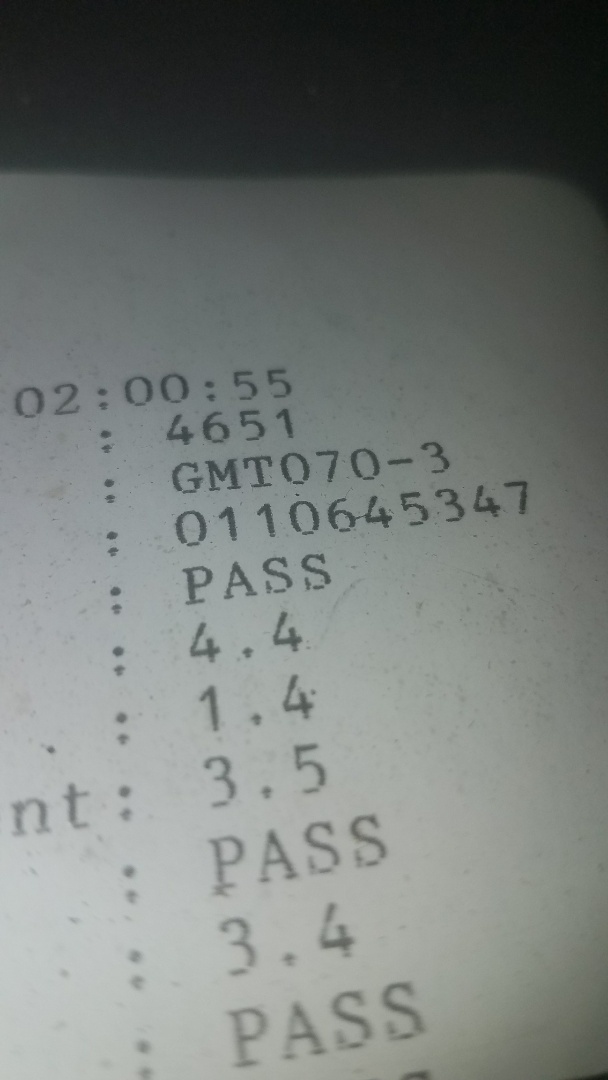 02:00:55
: 4651
: GMT070-3
: 0110645347
: PASS
: 4.4
: 1.4
nt: 3.5
: PASS
: 3.4
: PASS